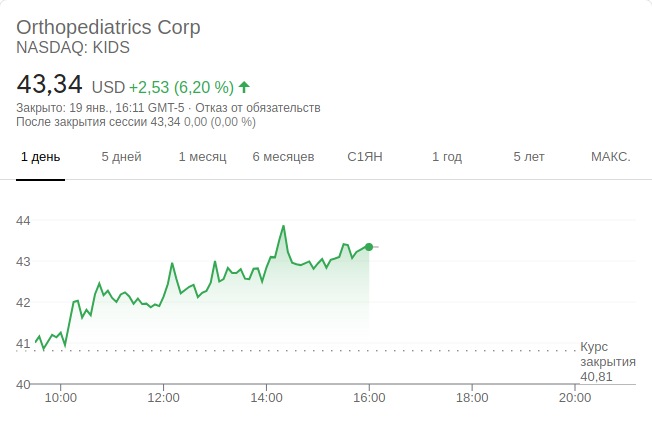 Orthopediatrics Corp
NASDAQ: KIDS
43,34 USD +2,53 (6,20 %)
Закрыто: 19 янв., 16:11 GMT-5 · Отказ от обязательств
После закрытия сессии 43,34 0,00 (0,00 %)
1 день 5 дней 1 месяц 6 месяцев С1ЯН 1 год 5 лет МАКС.
44
43
42
41
40
Курс
закрытия
40,81
10:00 12:00 14:00 16:00 18:00 20:00